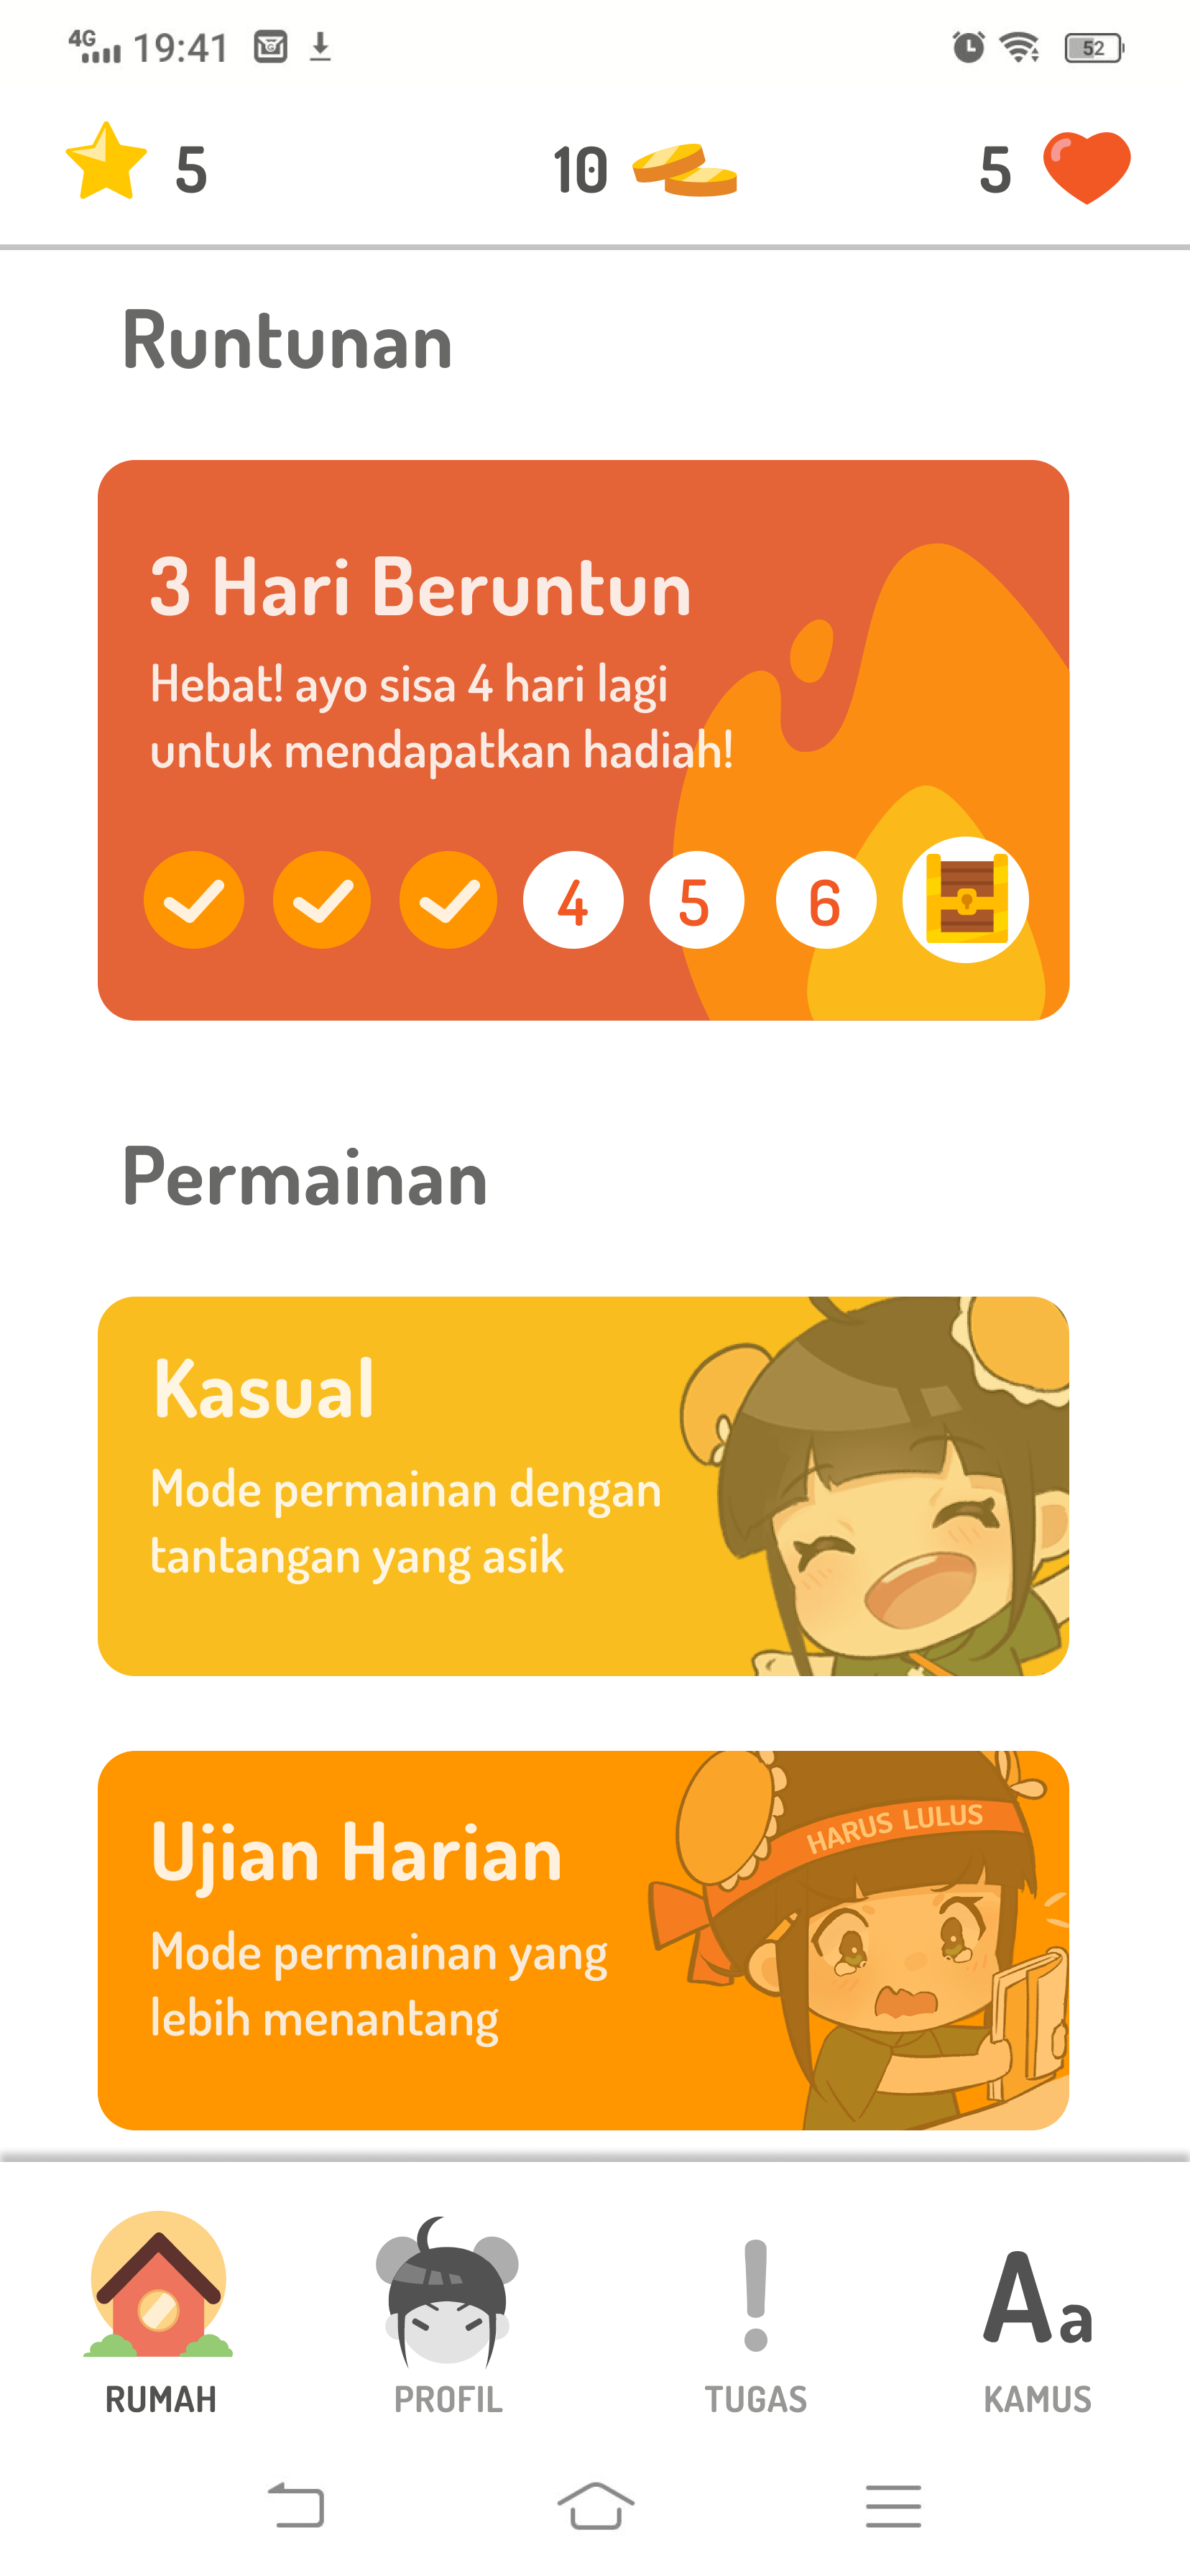 4G 19:41 52
5 10 5
Runtunan
3 Hari Beruntun
Hebat! ayo sisa 4 hari lagi
untuk mendapatkan hadiah!
4 5 6
Permainan
Kasual
Mode permainan dengan
tantangan yang asik
HARUS LULUS
Ujian Harian
Mode permainan yang
lebih menantang
Aa
RUMAH PROFIL TUGAS KAMUS